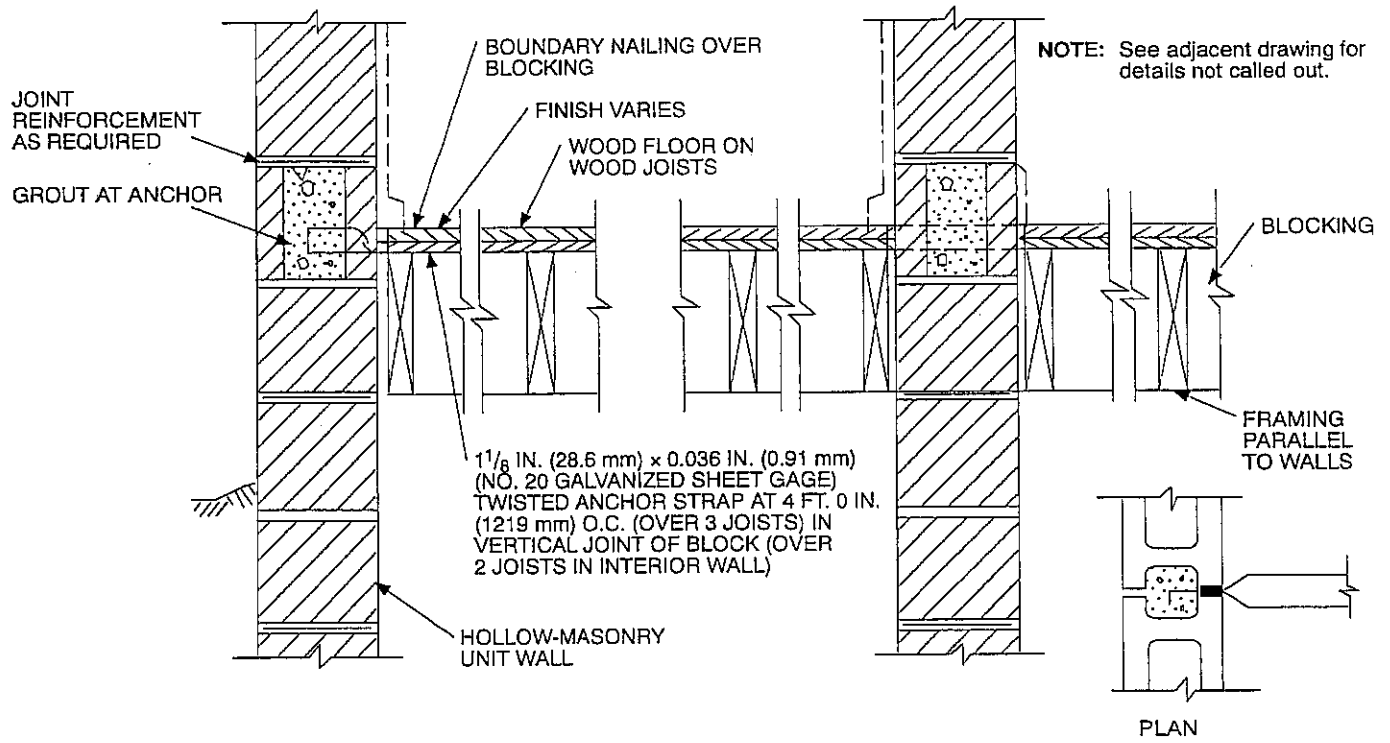 BOUNDARY NAILING OVER
BLOCKING
NOTE: See adjacent drawing for
details not called out.
JOINT
REINFORCEMENT
AS REQUIRED
FINISH VARIES
WOOD FLOOR ON
WOOD JOISTS
GROUT AT ANCHOR
BLOCKING
FRAMING
PARALLEL
TO WALLS
1 1/8 IN. (28.6 mm) × 0.036 IN. (0.91 mm)
(NO. 20 GALVANIZED SHEET GAGE)
TWISTED ANCHOR STRAP AT 4 FT. 0 IN.
(1219 mm) O.C. (OVER 3 JOISTS) IN
VERTICAL JOINT OF BLOCK (OVER
2 JOISTS IN INTERIOR WALL)
HOLLOW-MASONRY
UNIT WALL
PLAN